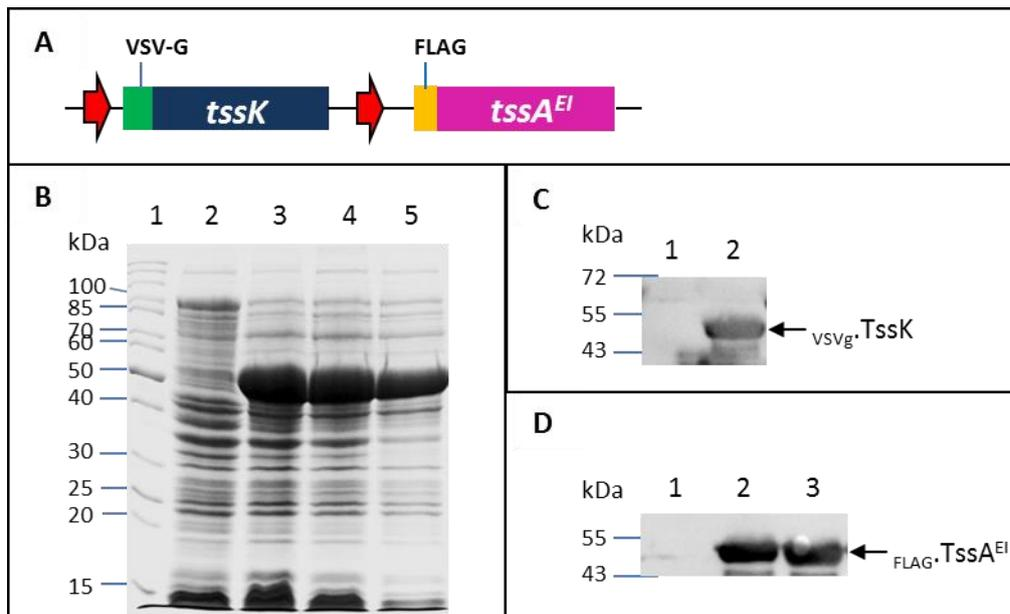 A
VSV-G FLAG
tssK tssA^EI
B
1 2 3 4 5
kDa
100
85
70
60
50
40
30
25
20
15
C
kDa
1 2
72
55
43
VSVg.TssK
D
kDa
1 2 3
55
43
FLAG.TssA^EI